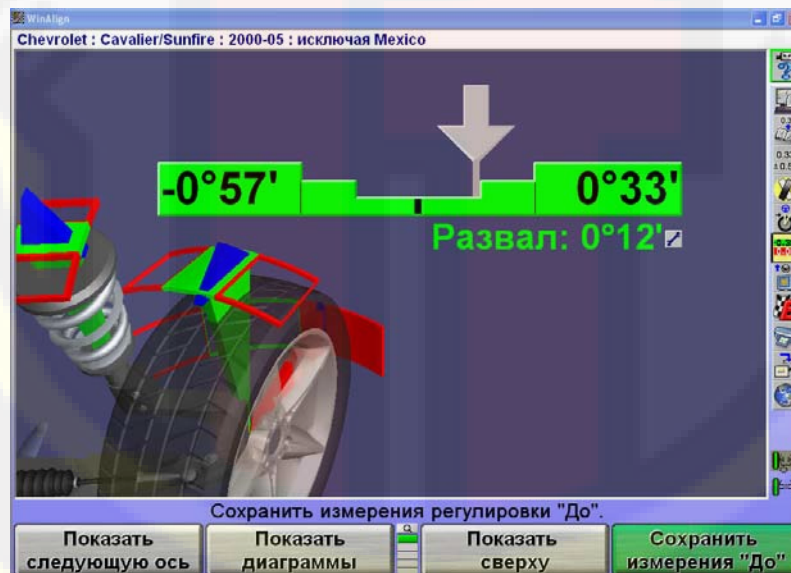 WinAlign
Chevrolet : Cavalier/Sunfire : 2000-05 : исключая Mexico
-0°57' 0°33'
Развал: 0°12'
Сохранить измерения регулировки "До".
Показать
следующую ось
Показать
диаграммы
Показать
сверху
Сохранить
измерения "До"